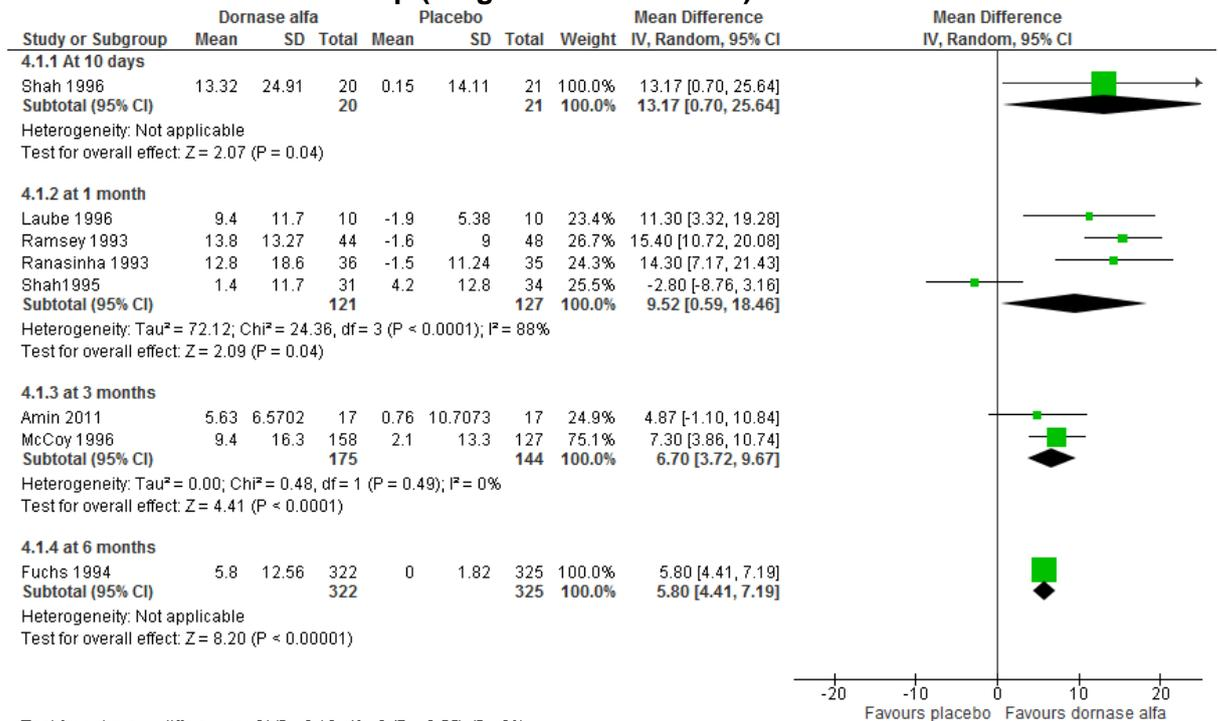 Dornase alfa Placebo Mean Difference Mean Difference
Study or Subgroup Mean SD Total Mean SD Total Weight IV, Random, 95% CI IV, Random, 95% CI
4.1.1 At 10 days
Shah 1996 13.32 24.91 20 0.15 14.11 21 100.0% 13.17 [0.70, 25.64]
Subtotal (95% CI) 20 21 100.0% 13.17 [0.70, 25.64]
Heterogeneity: Not applicable
Test for overall effect: Z = 2.07 (P = 0.04)
4.1.2 at 1 month
Laube 1996 9.4 11.7 10 -1.9 5.38 10 23.4% 11.30 [3.32, 19.28]
Ramsey 1993 13.8 13.27 44 -1.6 9 48 26.7% 15.40 [10.72, 20.08]
Ranasinha 1993 12.8 18.6 36 -1.5 11.24 35 24.3% 14.30 [7.17, 21.43]
Shah1995 1.4 11.7 31 4.2 12.8 34 25.5% -2.80 [-8.76, 3.16]
Subtotal (95% CI) 121 127 100.0% 9.52 [0.59, 18.46]
Heterogeneity: Tau² = 72.12; Chi² = 24.36, df = 3 (P < 0.0001); I² = 88%
Test for overall effect: Z = 2.09 (P = 0.04)
4.1.3 at 3 months
Amin 2011 5.63 6.5702 17 0.76 10.7073 17 24.9% 4.87 [-1.10, 10.84]
McCoy 1996 9.4 16.3 158 2.1 13.3 127 75.1% 7.30 [3.86, 10.74]
Subtotal (95% CI) 175 144 100.0% 6.70 [3.72, 9.67]
Heterogeneity: Tau² = 0.00; Chi² = 0.48, df = 1 (P = 0.49); I² = 0%
Test for overall effect: Z = 4.41 (P < 0.0001)
4.1.4 at 6 months
Fuchs 1994 5.8 12.56 322 0 1.82 325 100.0% 5.80 [4.41, 7.19]
Subtotal (95% CI) 322 325 100.0% 5.80 [4.41, 7.19]
Heterogeneity: Not applicable
Test for overall effect: Z = 8.20 (P < 0.00001)
-20 -10 0 10 20
Favours placebo Favours dornase alfa